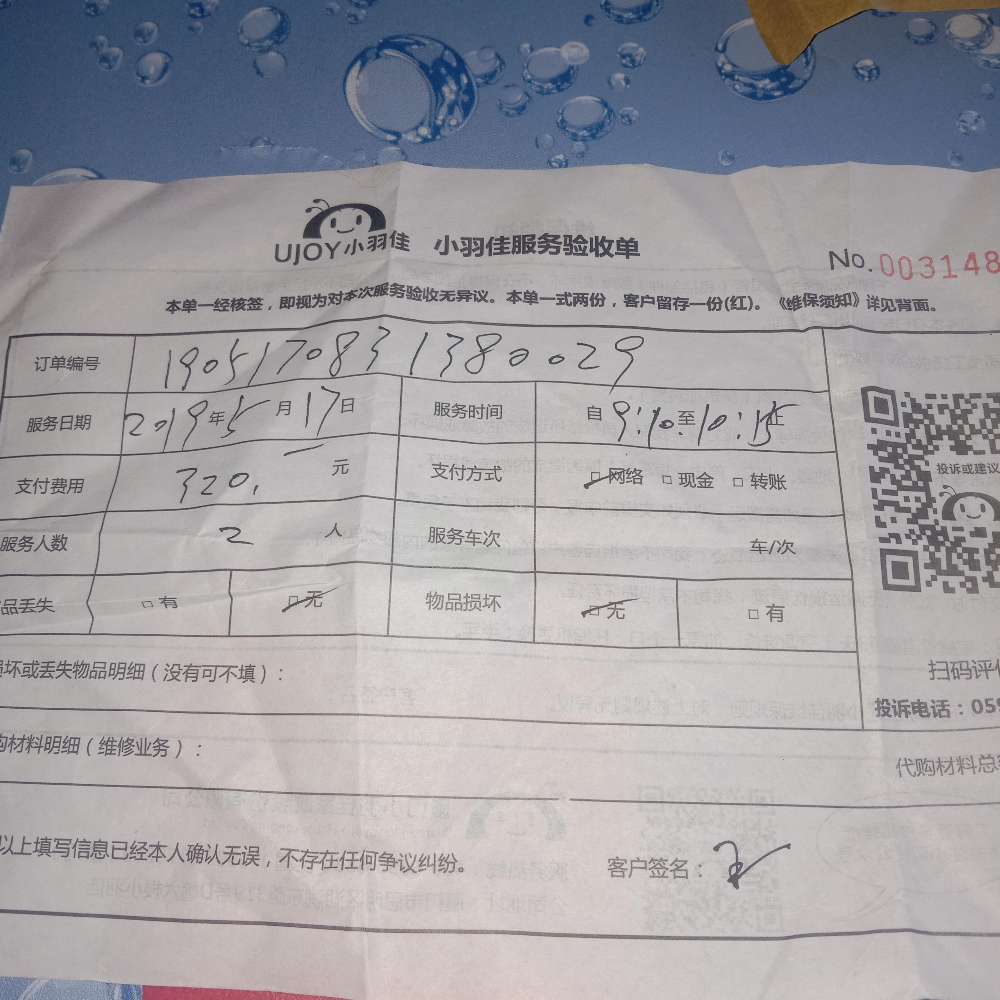 UJOY小羽佳 小羽佳服务验收单 No.003148
本单一经核签，即视为对本次服务验收无异议。本单一式两份，客户留存一份(红)。《维保须知》详见背面。
订单编号 190517083 1380029
服务日期 2019年5月17日 服务时间 自9:10至10:15止
支付费用 320.一元 支付方式 ☑网络 □现金 □转账
服务人数 2人 服务车次 车/次
品丢失 □有 ☑无 物品损坏 ☑无 □有
投诉或建议
坏或丢失物品明细（没有可不填）：
扫码评
投诉电话：059
购材料明细（维修业务）：
代购材料总
以上填写信息已经本人确认无误，不存在任何争议纠纷。 客户签名：